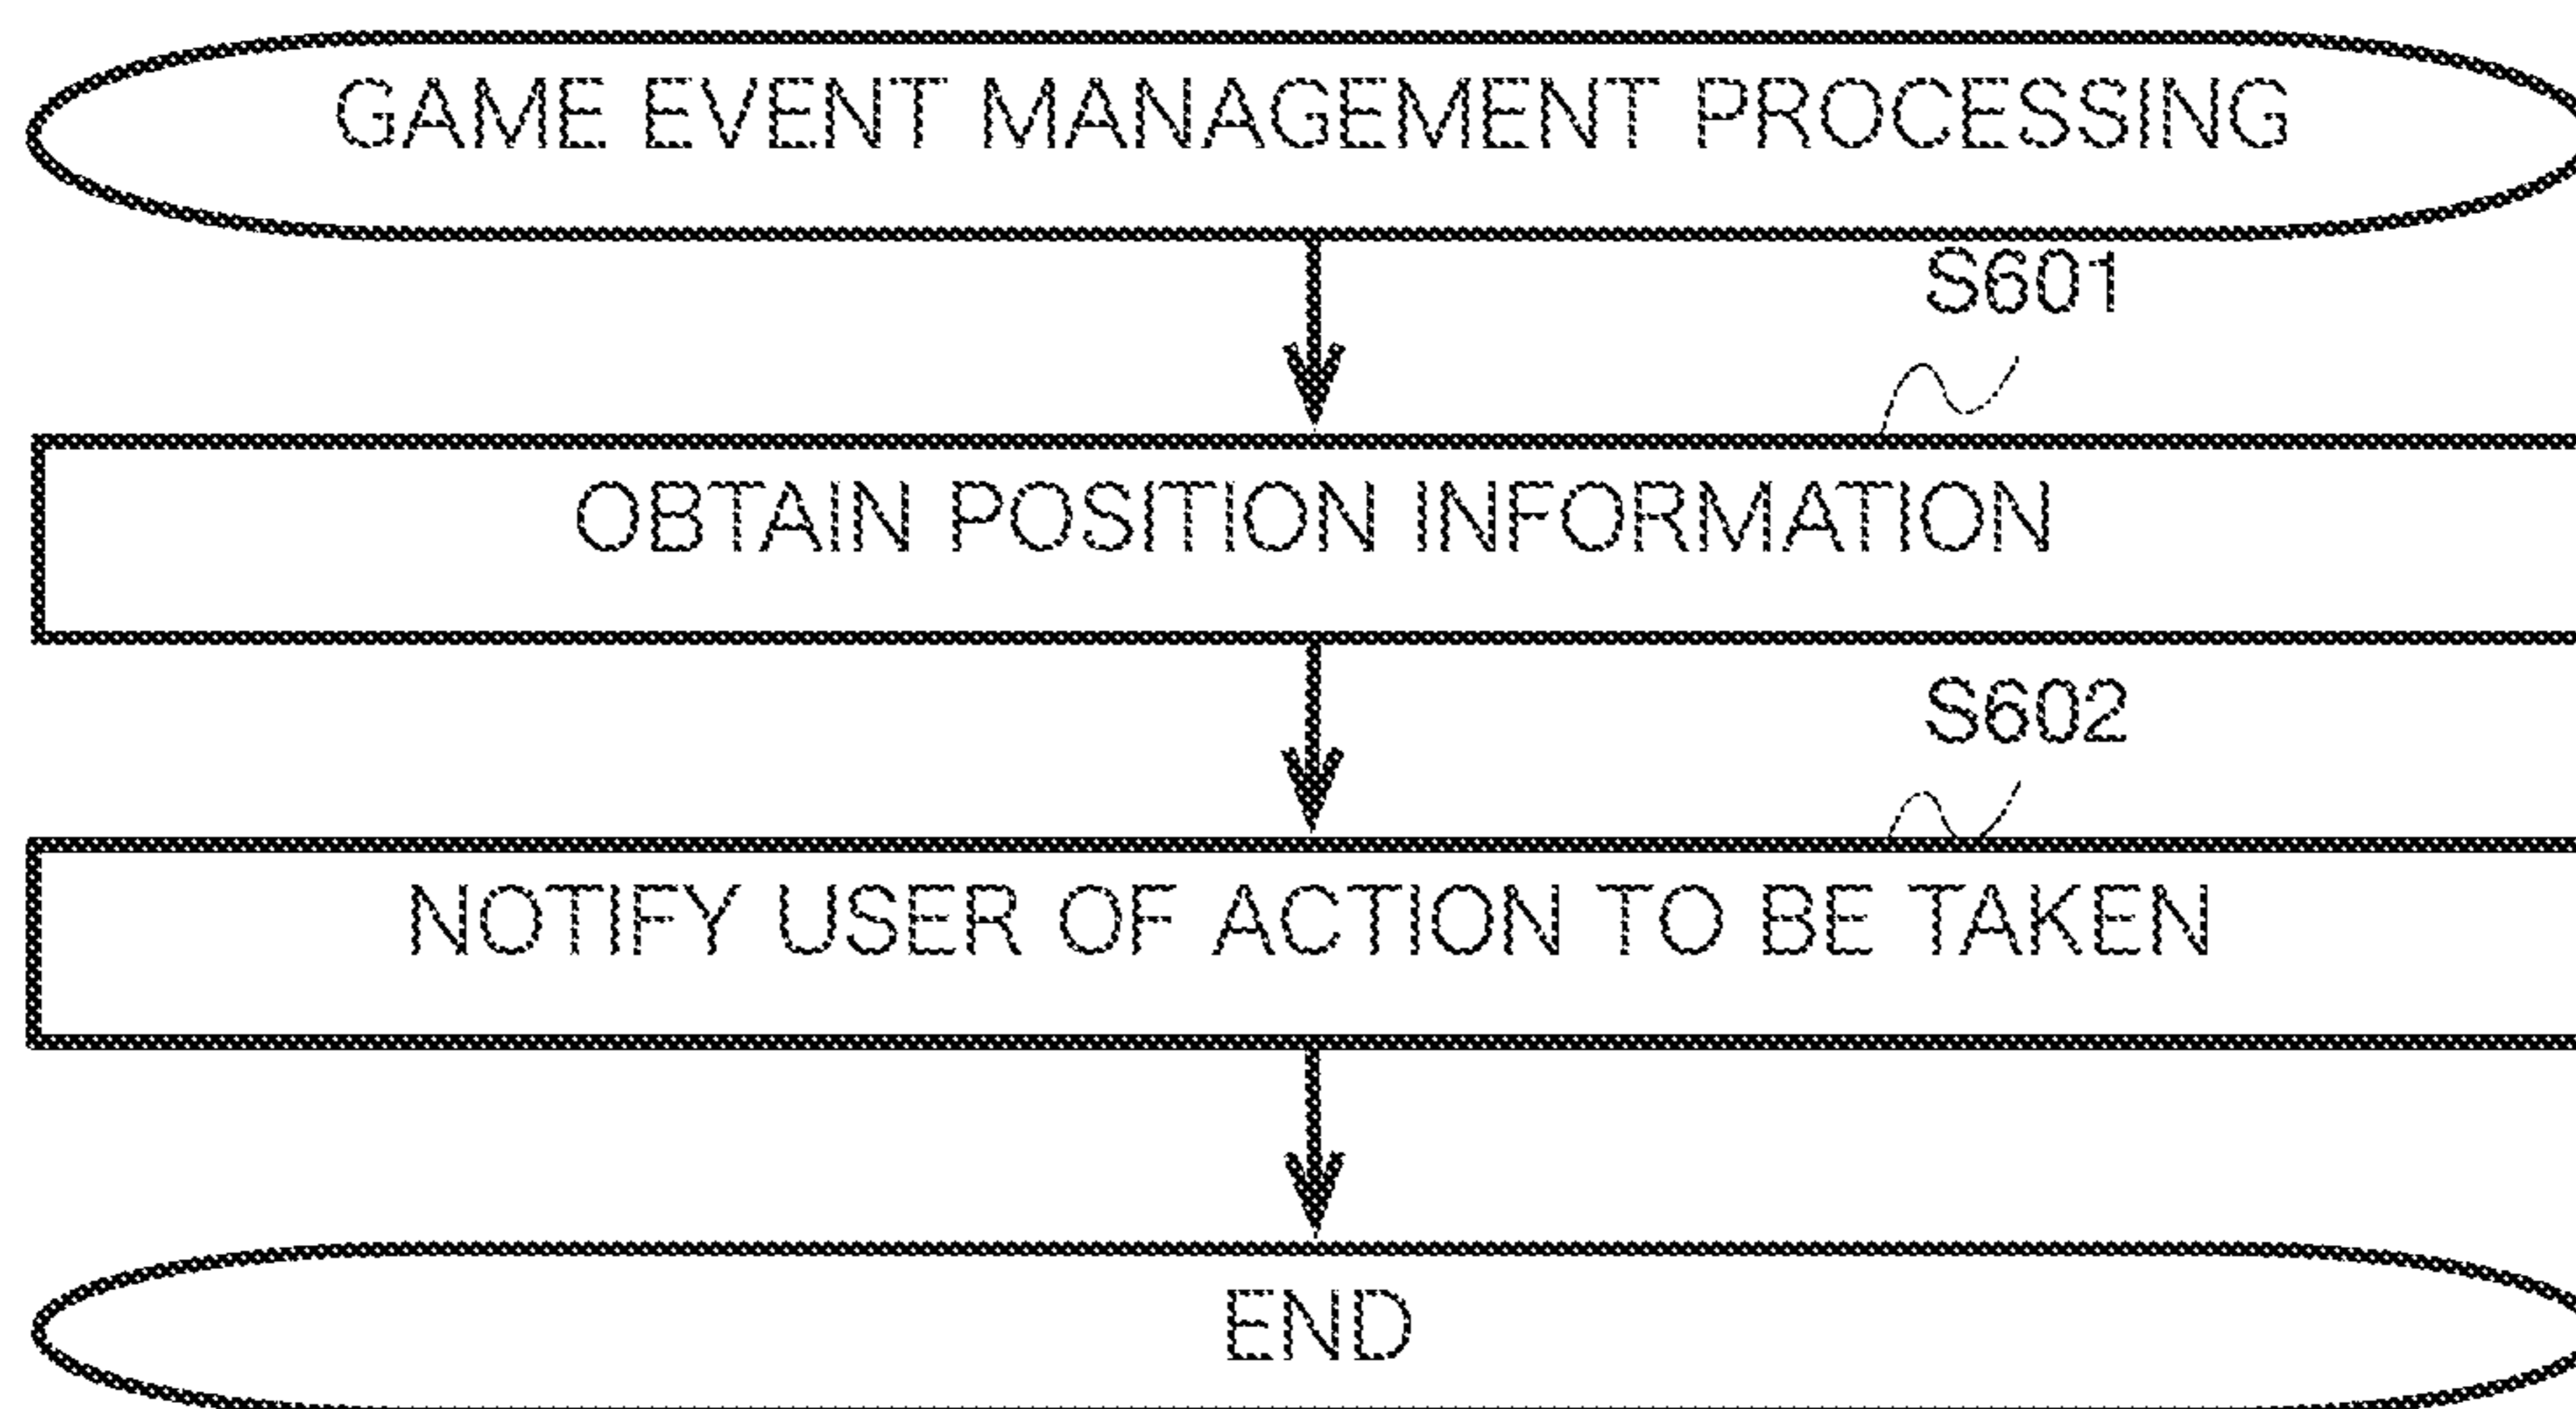 GAME EVENT MANAGEMENT PROCESSING
S601
OBTAIN POSITION INFORMATION
S602
NOTIFY USER OF ACTION TO BE TAKEN
END